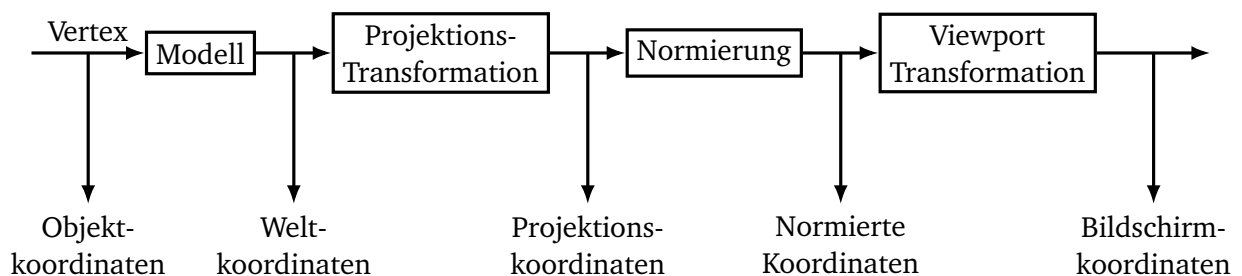 Vertex
Modell
Projektions-
Transformation
Normierung
Viewport
Transformation
Objekt-
koordinaten
Welt-
koordinaten
Projektions-
koordinaten
Normierte
Koordinaten
Bildschirm-
koordinaten